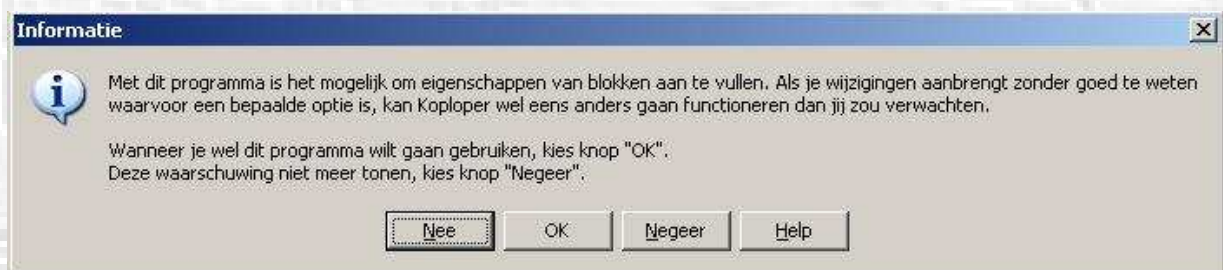 Informatie
Met dit programma is het mogelijk om eigenschappen van blokken aan te vullen. Als je wijzigingen aanbrengt zonder goed te weten
waarvoor een bepaalde optie is, kan Koploper wel eens anders gaan functioneren dan jij zou verwachten.
Wanneer je wel dit programma wilt gaan gebruiken, kies knop "OK".
Deze waarschuwing niet meer tonen, kies knop "Negeer".
Nee OK Negeer Help